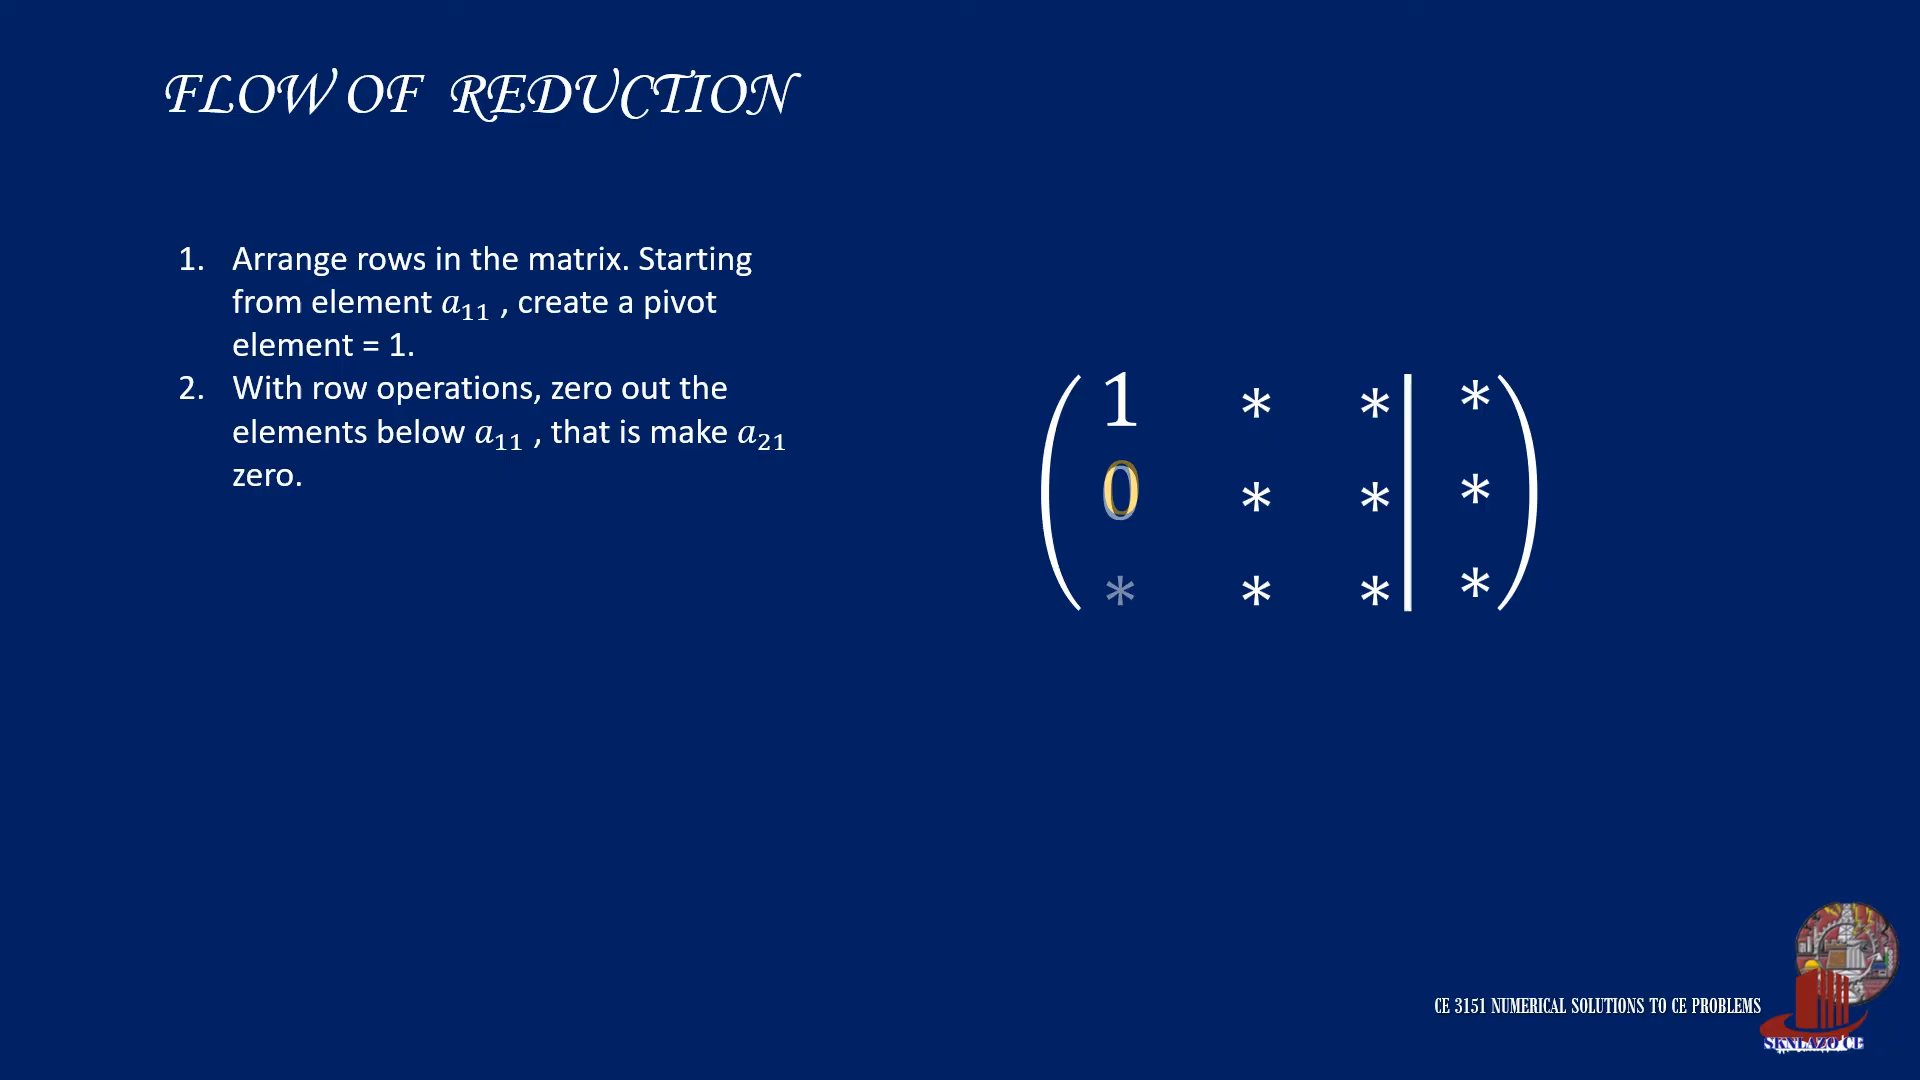 FLOW OF REDUCTION
1. Arrange rows in the matrix. Starting
from element a₁₁ , create a pivot
element = 1.
2. With row operations, zero out the
elements below a₁₁ , that is make a₂₁
zero.
1 * * | *
0 * * | *
* * * | *
CE 3151 NUMERICAL SOLUTIONS TO CE PROBLEMS
SKNLAZO CE